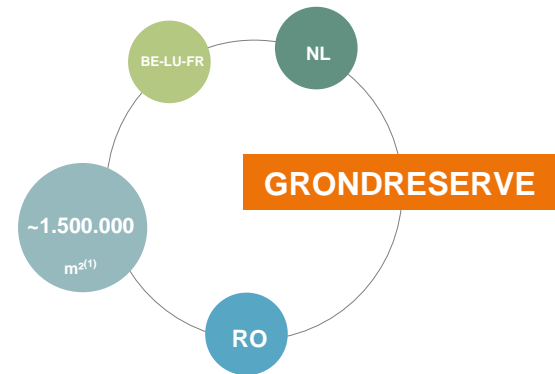 BE-LU-FR
NL
GRONDRESERVE
~1.500.000
m²⁽¹⁾
RO